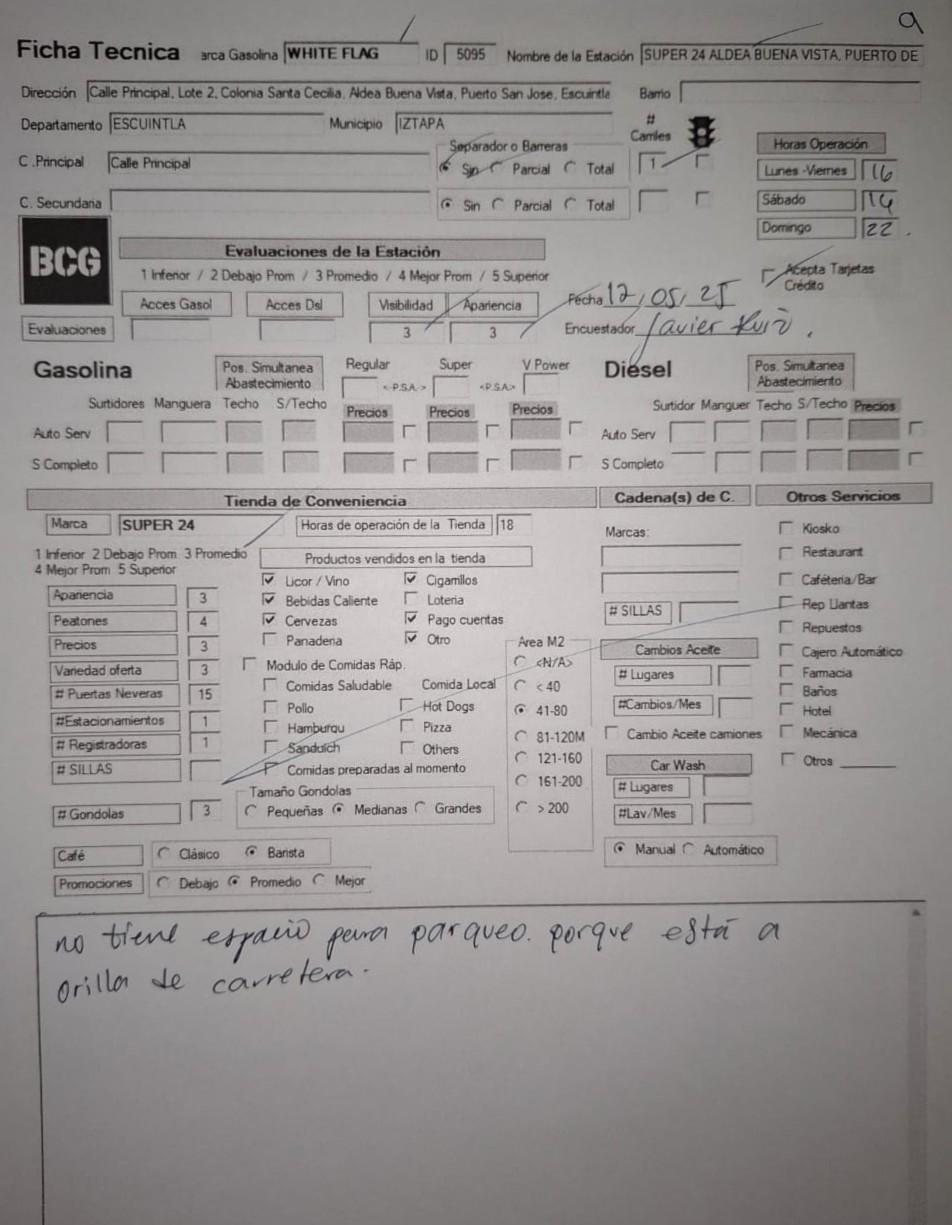 9
Ficha Tecnica arca Gasolina WHITE FLAG ID 5095 Nombre de la Estación SUPER 24 ALDEA BUENA VISTA, PUERTO DE
Dirección Calle Principal, Lote 2, Colonia Santa Cecilia, Aldea Buena Vista, Puerto San Jose, Escuintla Barrio
Departamento ESCUINTLA Municipio IZTAPA # Carriles
C .Principal Calle Principal Separador o Barreras Sin Parcial Total 1
Horas Operación
Lunes -Viernes 16
C. Secundaria Sin Parcial Total
Sábado
Domingo 22 .
BCG
Evaluaciones de la Estación
1 Inferior / 2 Debajo Prom / 3 Promedio / 4 Mejor Prom / 5 Superior
Acepta Tarjetas Crédito
Acces Gasol Acces Dsl Visibilidad Apariencia Fecha 12/05/25
Evaluaciones 3 3 Encuestador Javier Ruiz .
Gasolina Pos. Simultanea Abastecimiento Regular Super V Power Diésel Pos. Simultanea Abastecimiento
<-P.S.A.-> <-P.S.A.->
Surtidores Manguera Techo S/Techo Precios Precios Precios Surtidor Manguer Techo S/Techo Precios
Auto Serv Auto Serv
S Completo S Completo
Tienda de Conveniencia Cadena(s) de C. Otros Servicios
Marca SUPER 24 Horas de operación de la Tienda 18 Marcas: Kiosko
1 Inferior 2 Debajo Prom 3 Promedio
4 Mejor Prom 5 Superior
Productos vendidos en la tienda Restaurant
Licor / Vino Cigarrillos Cafeteria/Bar
Apariencia 3 Bebidas Caliente Loteria # SILLAS Rep Llantas
Peatones 4 Cervezas Pago cuentas Repuestos
Precios 3 Panaderia Otro Area M2 Cambios Aceite Cajero Automático
Variedad oferta 3 Modulo de Comidas Ráp. <N/A> # Lugares Farmacia
# Puertas Neveras 15 Comidas Saludable Comida Local < 40 Baños
Pollo Hot Dogs 41-80 #Cambios/Mes Hotel
#Estacionamientos 1 Hamburqu Pizza 81-120M Cambio Aceite camiones Mecánica
# Registradoras 1 Sanduich Others 121-160 Car Wash Otros
# SILLAS Comidas preparadas al momento 161-200 # Lugares
Tamaño Gondolas
# Gondolas 3 Pequeñas Medianas Grandes > 200 #Lav/Mes
Café Clásico Barista Manual Automático
Promociones Debajo Promedio Mejor
no tiene espacio para parqueo. porque está a
orilla de carretera.